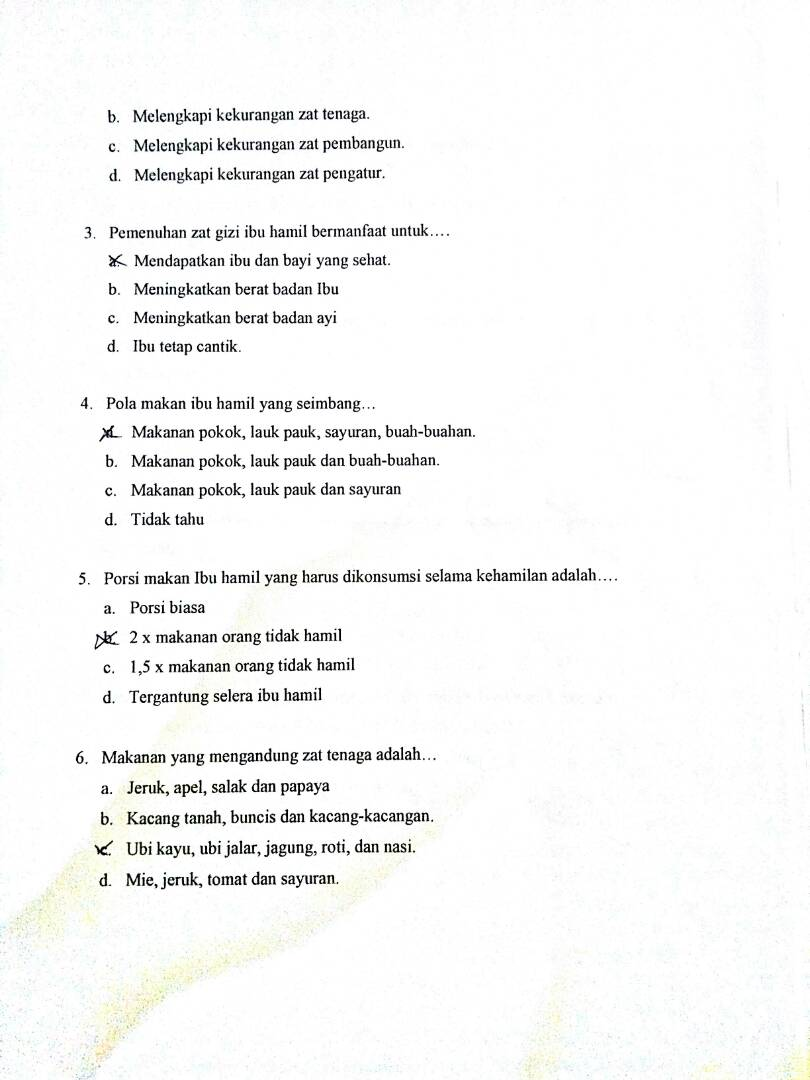 b. Melengkapi kekurangan zat tenaga.
c. Melengkapi kekurangan zat pembangun.
d. Melengkapi kekurangan zat pengatur.
3. Pemenuhan zat gizi ibu hamil bermanfaat untuk….
a. Mendapatkan ibu dan bayi yang sehat.
b. Meningkatkan berat badan Ibu
c. Meningkatkan berat badan ayi
d. Ibu tetap cantik.
4. Pola makan ibu hamil yang seimbang…
a. Makanan pokok, lauk pauk, sayuran, buah-buahan.
b. Makanan pokok, lauk pauk dan buah-buahan.
c. Makanan pokok, lauk pauk dan sayuran
d. Tidak tahu
5. Porsi makan Ibu hamil yang harus dikonsumsi selama kehamilan adalah….
a. Porsi biasa
b. 2 x makanan orang tidak hamil
c. 1,5 x makanan orang tidak hamil
d. Tergantung selera ibu hamil
6. Makanan yang mengandung zat tenaga adalah…
a. Jeruk, apel, salak dan papaya
b. Kacang tanah, buncis dan kacang-kacangan.
c. Ubi kayu, ubi jalar, jagung, roti, dan nasi.
d. Mie, jeruk, tomat dan sayuran.